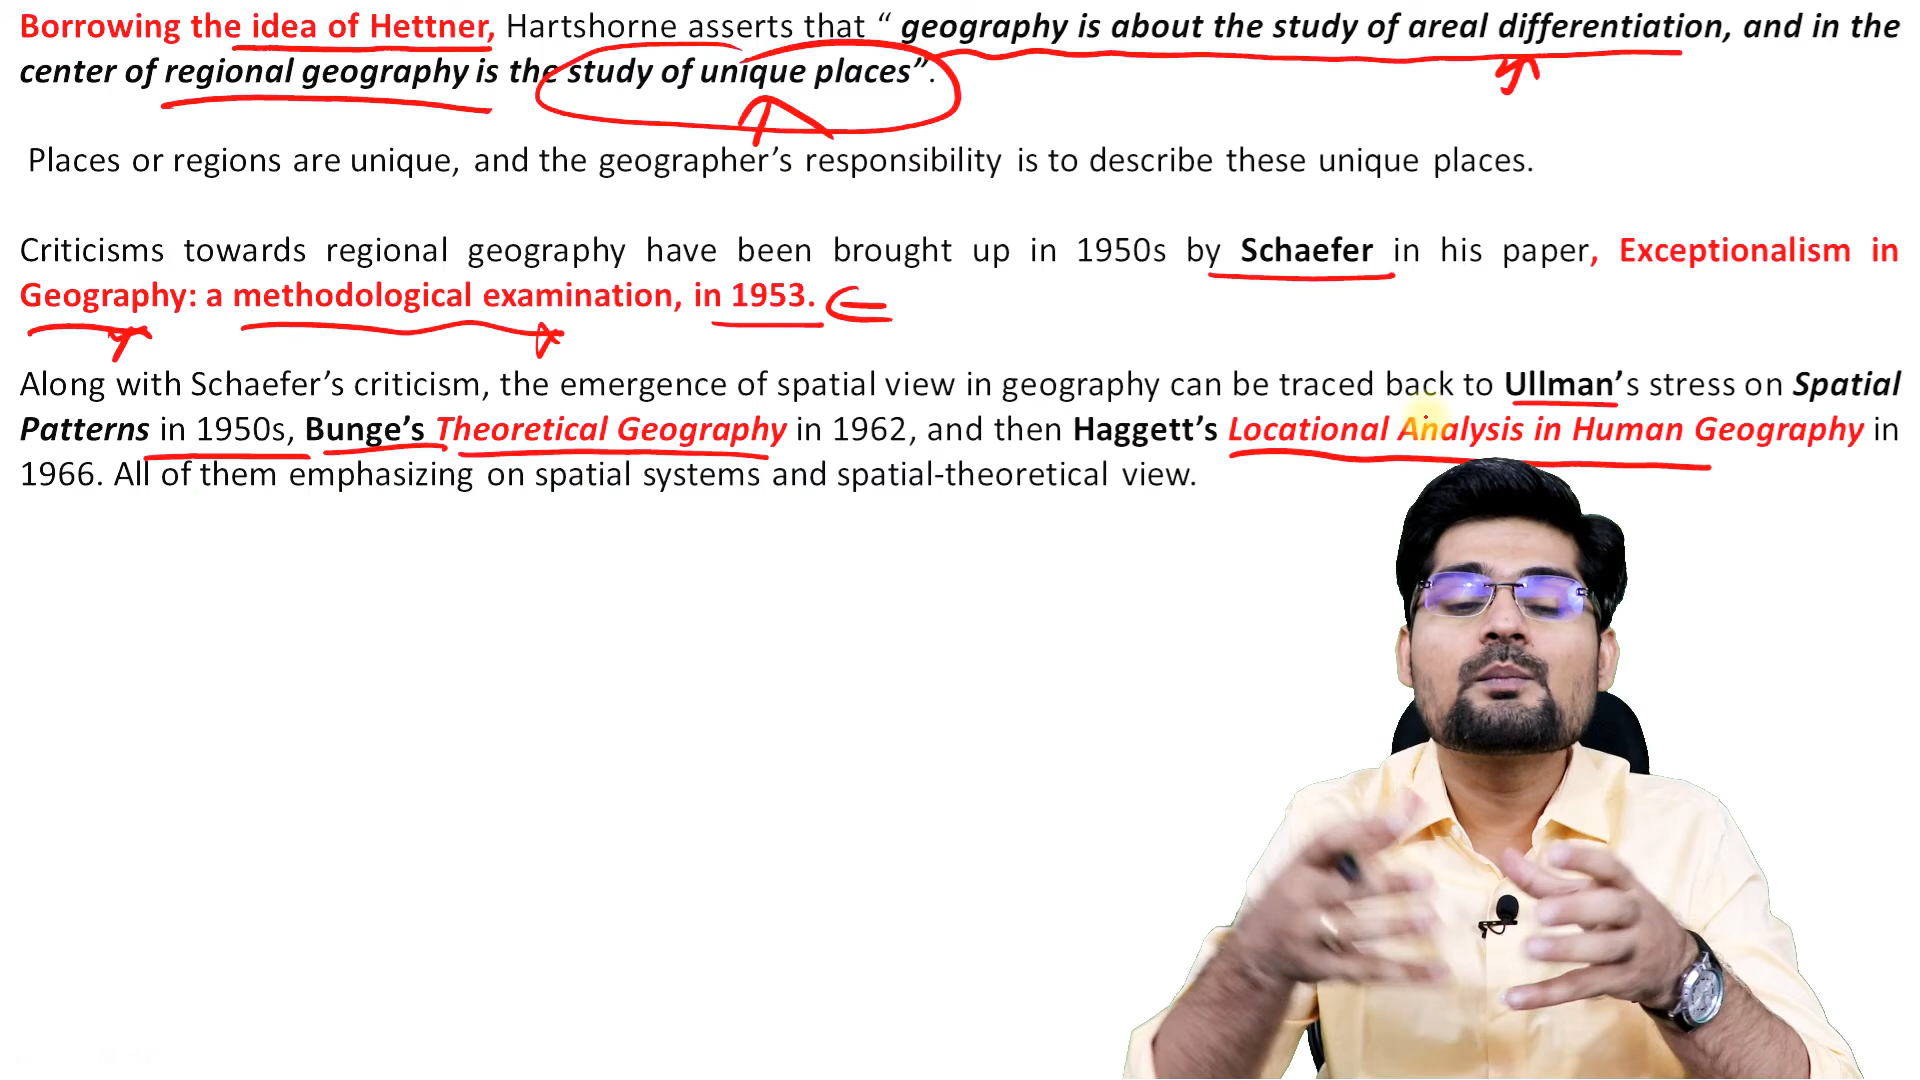 Borrowing the idea of Hettner, Hartshorne asserts that “ geography is about the study of areal differentiation, and in the
center of regional geography is the study of unique places”.
Places or regions are unique, and the geographer’s responsibility is to describe these unique places.
Criticisms towards regional geography have been brought up in 1950s by Schaefer in his paper, Exceptionalism in
Geography: a methodological examination, in 1953.
Along with Schaefer’s criticism, the emergence of spatial view in geography can be traced back to Ullman’s stress on Spatial
Patterns in 1950s, Bunge’s Theoretical Geography in 1962, and then Haggett’s Locational Analysis in Human Geography in
1966. All of them emphasizing on spatial systems and spatial-theoretical view.